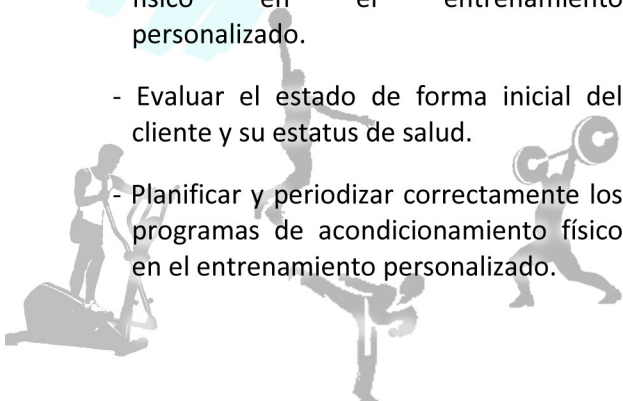 físico en el entrenamiento
personalizado.
- Evaluar el estado de forma inicial del
cliente y su estatus de salud.
- Planificar y periodizar correctamente los
programas de acondicionamiento físico
en el entrenamiento personalizado.